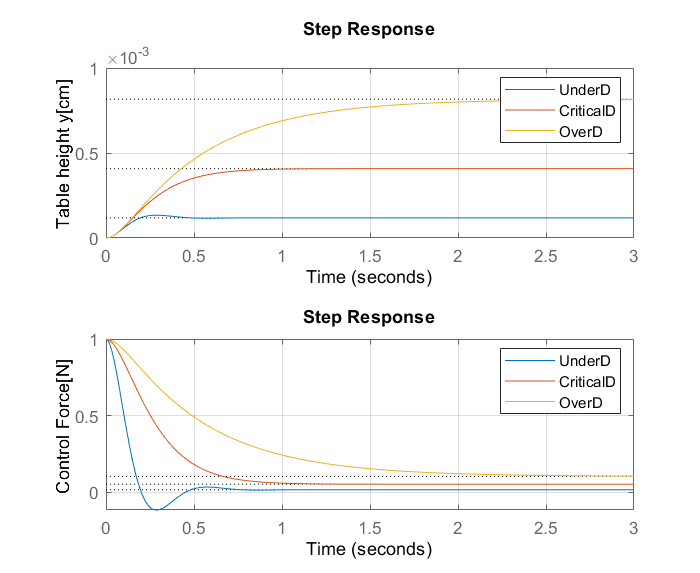 Step Response
×10-3
1
0.5
0
Table height y[cm]
UnderD
CriticalD
OverD
0 0.5 1 1.5 2 2.5 3
Time (seconds)
Step Response
1
0.5
0
Control Force[N]
UnderD
CriticalD
OverD
0 0.5 1 1.5 2 2.5 3
Time (seconds)